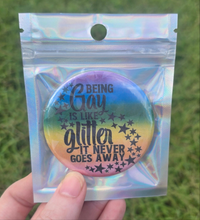 BEING
Gay
IS LIKE
glitter
IT NEVER
GOES AWAY